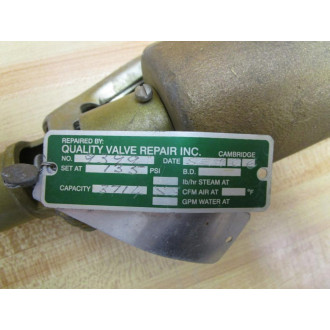 REPAIRED BY:
QUALITY VALVE REPAIR INC.
CAMBRIDGE
NO. DATE
SET AT 135 PSI B.D.
lb/hr STEAM AT
CAPACITY CFM AIR AT °F
GPM WATER AT